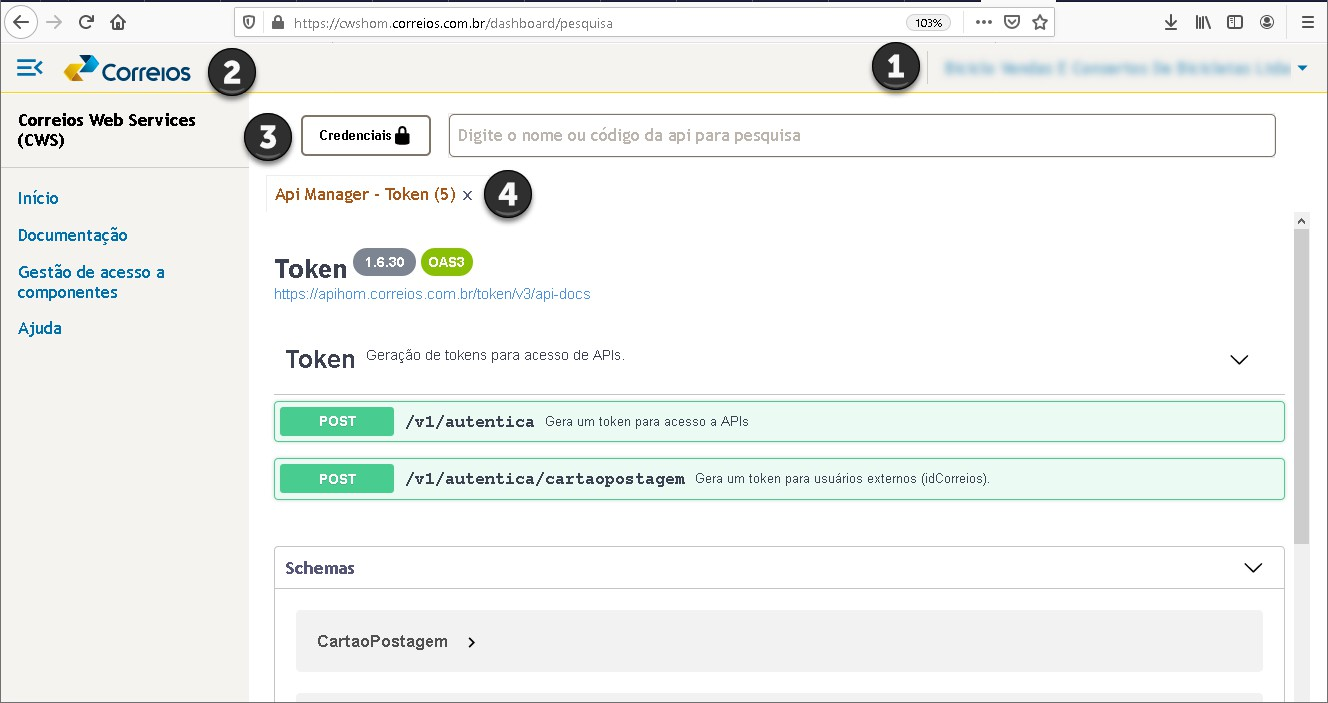 https://cwshom.correios.com.br/dashboard/pesquisa
103%
Correios
2
1
Correios Web Services
(CWS)
3
Credenciais
Digite o nome ou código da api para pesquisa
Api Manager - Token (5) x
4
Início
Documentação
Gestão de acesso a
componentes
Ajuda
Token 1.6.30 OAS3
https://apihom.correios.com.br/token/v3/api-docs
Token Geração de tokens para acesso de APIs.
POST /v1/autentica Gera um token para acesso a APIs
POST /v1/autentica/cartaopostagem Gera um token para usuários externos (idCorreios).
Schemas
CartaoPostagem